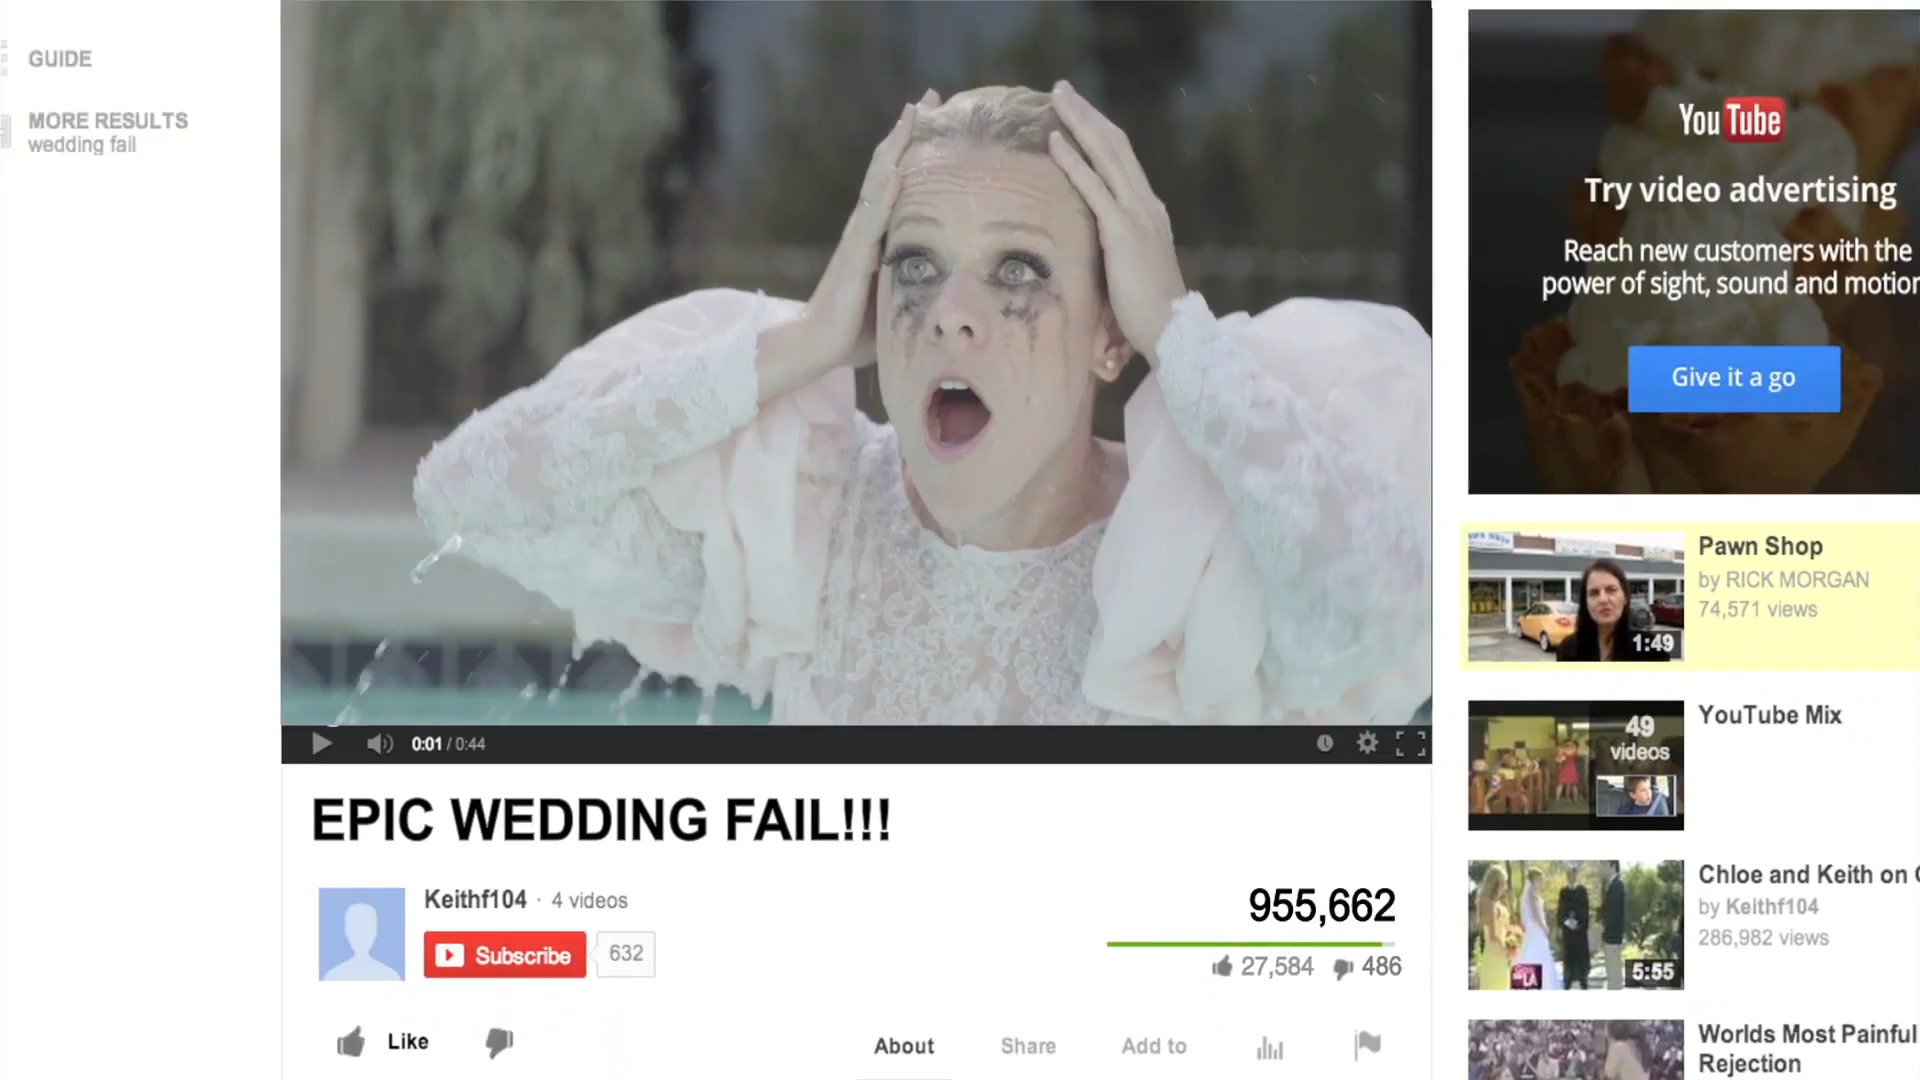 GUIDE
MORE RESULTS
wedding fail
0:01 / 0:44
EPIC WEDDING FAIL!!!
Keithf104 · 4 videos
Subscribe 632
955,662
27,584 486
Like
About Share Add to
YouTube
Try video advertising
Reach new customers with the
power of sight, sound and motion
Give it a go
Pawn Shop
by RICK MORGAN
74,571 views
1:49
YouTube Mix
49
videos
Chloe and Keith on
by Keithf104
286,982 views
5:55
Worlds Most Painful
Rejection